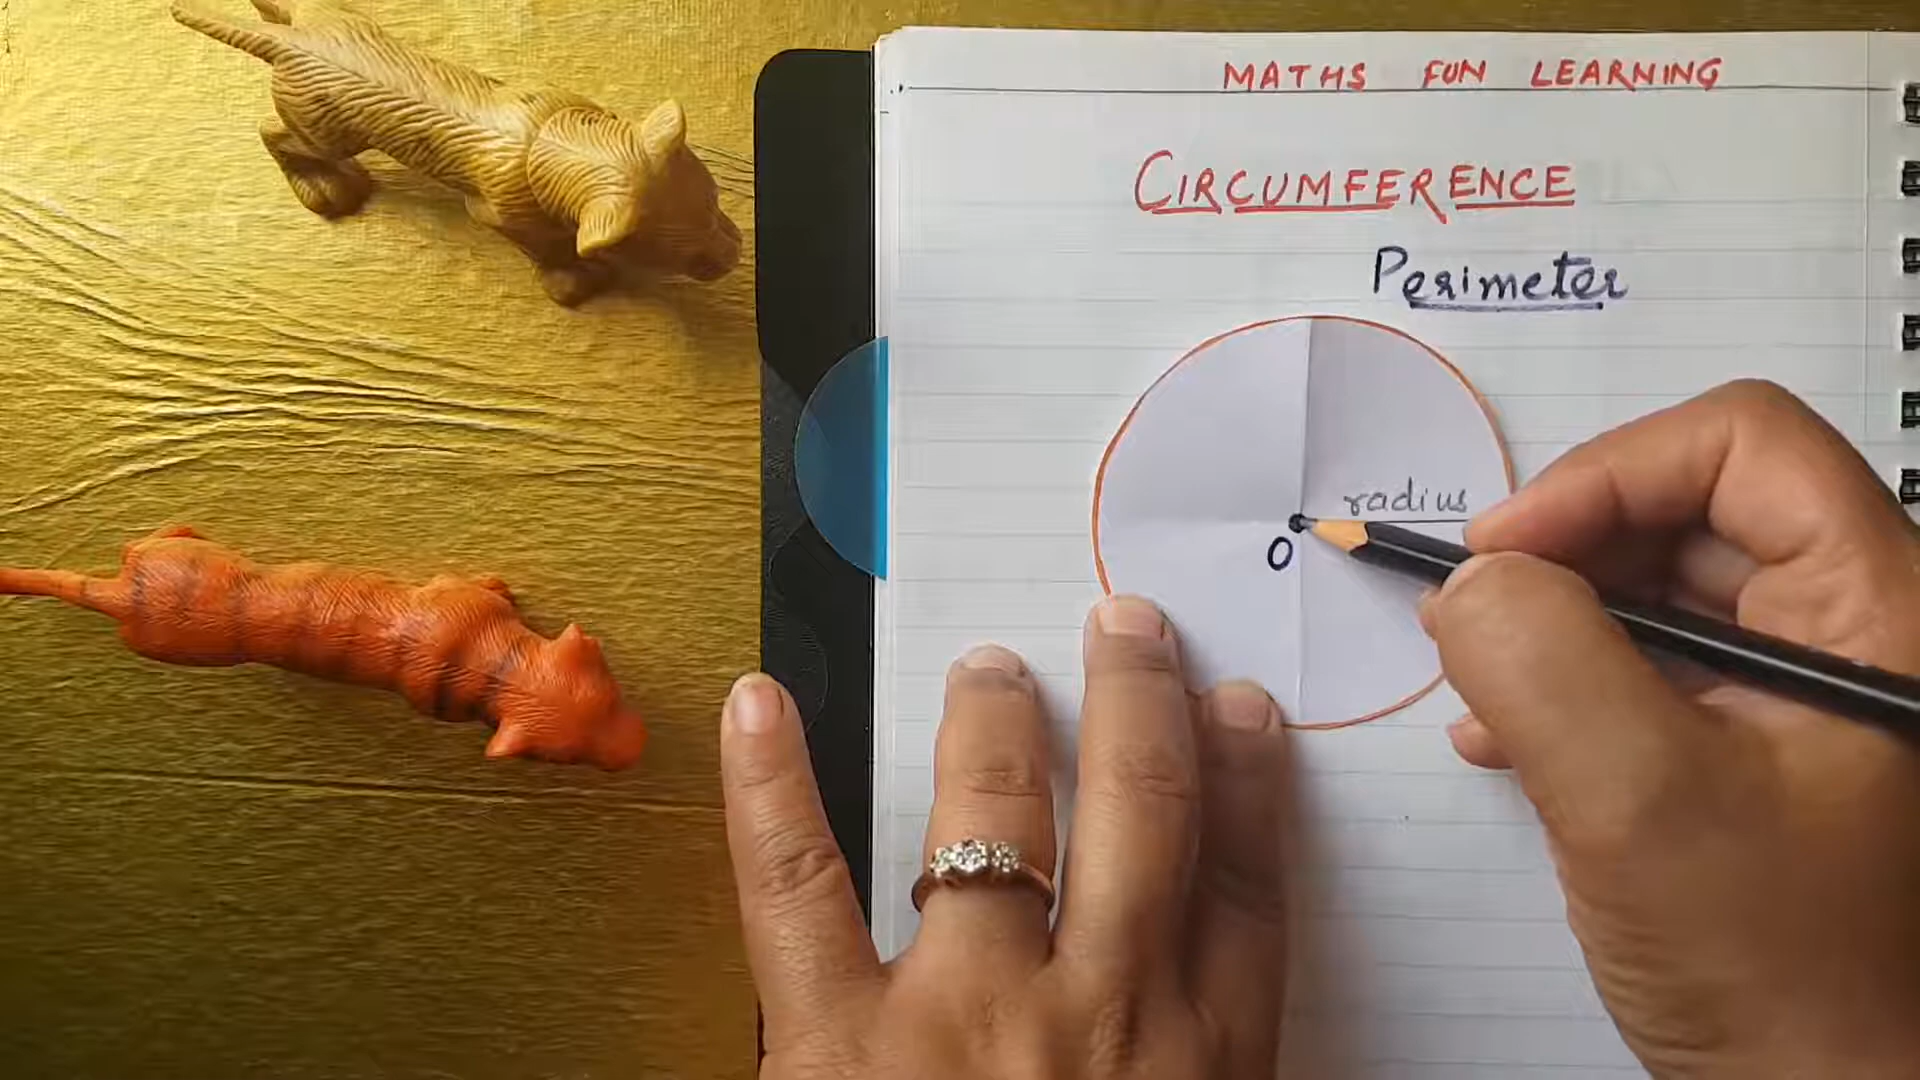 MATHS FUN LEARNING
CIRCUMFERENCE
Perimeter
radius
O